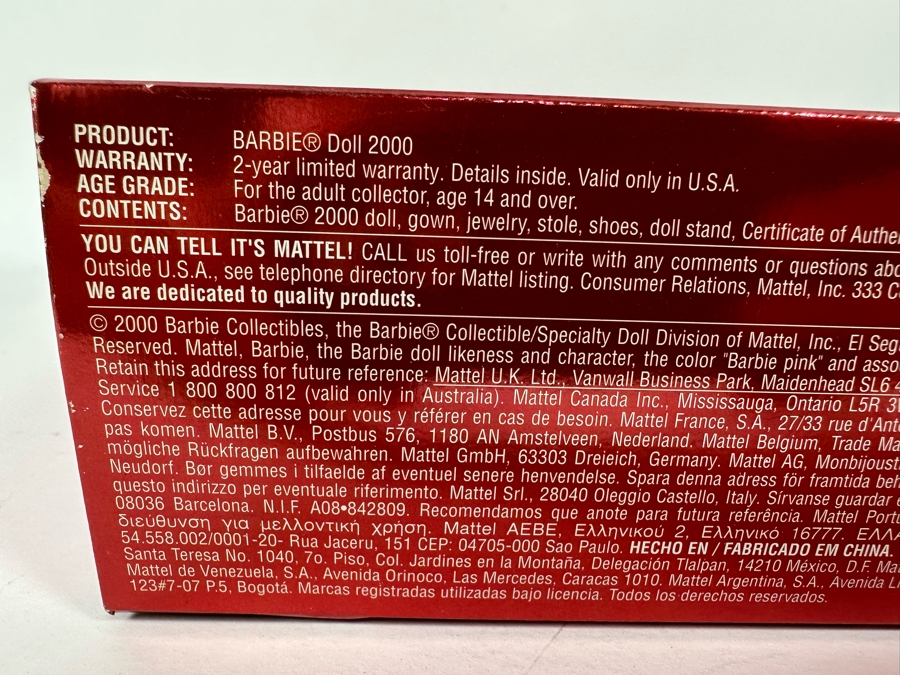 PRODUCT: BARBIE® Doll 2000
WARRANTY: 2-year limited warranty. Details inside. Valid only in U.S.A.
AGE GRADE: For the adult collector, age 14 and over.
CONTENTS: Barbie® 2000 doll, gown, jewelry, stole, shoes, doll stand, Certificate of Authe
YOU CAN TELL IT'S MATTEL! CALL us toll-free or write with any comments or questions abo
Outside U.S.A., see telephone directory for Mattel listing. Consumer Relations, Mattel, Inc. 333 C
We are dedicated to quality products.
© 2000 Barbie Collectibles, the Barbie® Collectible/Specialty Doll Division of Mattel, Inc., El Seg
Reserved. Mattel, Barbie, the Barbie doll likeness and character, the color "Barbie pink" and asso
Retain this address for future reference: Mattel U.K. Ltd., Vanwall Business Park, Maidenhead SL6 4
Service 1 800 800 812 (valid only in Australia). Mattel Canada Inc., Mississauga, Ontario L5R 3W
Conservez cette adresse pour vous y référer en cas de besoin. Mattel France, S.A., 27/33 rue d'Ant
pas komen. Mattel B.V., Postbus 576, 1180 AN Amstelveen, Nederland. Mattel Belgium, Trade Ma
mögliche Rückfragen aufbewahren. Mattel GmbH, 63303 Dreieich, Germany. Mattel AG, Monbijoust
Neudorf. Bør gemmes i tilfaelde af eventuel senere henvendelse. Spara denna adress för framtida beh
questo indirizzo per eventuale riferimento. Mattel Srl., 28040 Oleggio Castello, Italy. Sírvanse guardar e
08036 Barcelona. N.I.F. A08•842809. Recomendamos que anote para futura referência. Mattel Portu
διεύθυνση για μελλοντική χρήση. Mattel AEBE, Ελληνικού 2, Ελληνικό 16777. ΕΛΛΑ
54.558.002/0001-20- Rua Jaceru, 151 CEP: 04705-000 Sao Paulo. HECHO EN / FABRICADO EM CHINA.
Santa Teresa No. 1040, 7o. Piso, Col. Jardines en la Montaña, Delegación Tlalpan, 14210 México, D.F. Mat
Mattel de Venezuela, S.A., Avenida Orinoco, Las Mercedes, Caracas 1010. Mattel Argentina, S.A., Avenida Li
123#7-07 P.5, Bogotá. Marcas registradas utilizadas bajo licencia. Todos los derechos reservados.